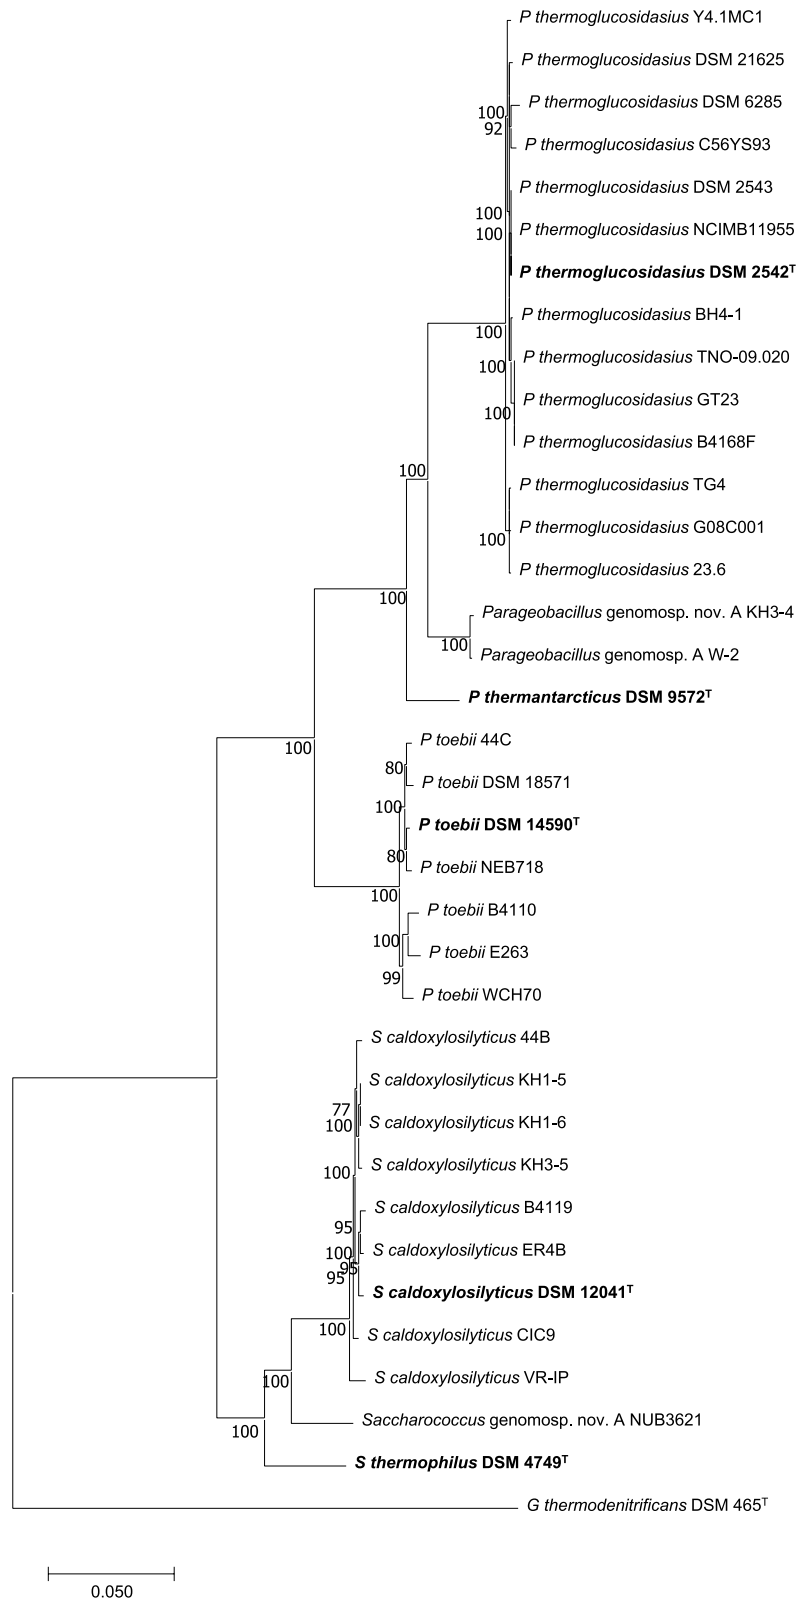 P thermoglucosidasius Y4.1MC1
P thermoglucosidasius DSM 21625
P thermoglucosidasius DSM 6285
100
92
P thermoglucosidasius C56YS93
P thermoglucosidasius DSM 2543
100
100
P thermoglucosidasius NCIMB11955
P thermoglucosidasius DSM 2542ᵀ
P thermoglucosidasius BH4-1
100
P thermoglucosidasius TNO-09.020
100
P thermoglucosidasius GT23
100
P thermoglucosidasius B4168F
100
P thermoglucosidasius TG4
P thermoglucosidasius G08C001
100
P thermoglucosidasius 23.6
100
Parageobacillus genomosp. nov. A KH3-4
100
Parageobacillus genomosp. A W-2
P thermantarcticus DSM 9572ᵀ
P toebii 44C
100
80
P toebii DSM 18571
100
P toebii DSM 14590ᵀ
80
P toebii NEB718
100
P toebii B4110
100
P toebii E263
99
P toebii WCH70
S caldoxylosilyticus 44B
S caldoxylosilyticus KH1-5
77
100
S caldoxylosilyticus KH1-6
S caldoxylosilyticus KH3-5
100
S caldoxylosilyticus B4119
95
S caldoxylosilyticus ER4B
100
95
95
S caldoxylosilyticus DSM 12041ᵀ
100
S caldoxylosilyticus CIC9
S caldoxylosilyticus VR-IP
100
Saccharococcus genomosp. nov. A NUB3621
100
S thermophilus DSM 4749ᵀ
G thermodenitrificans DSM 465ᵀ
0.050